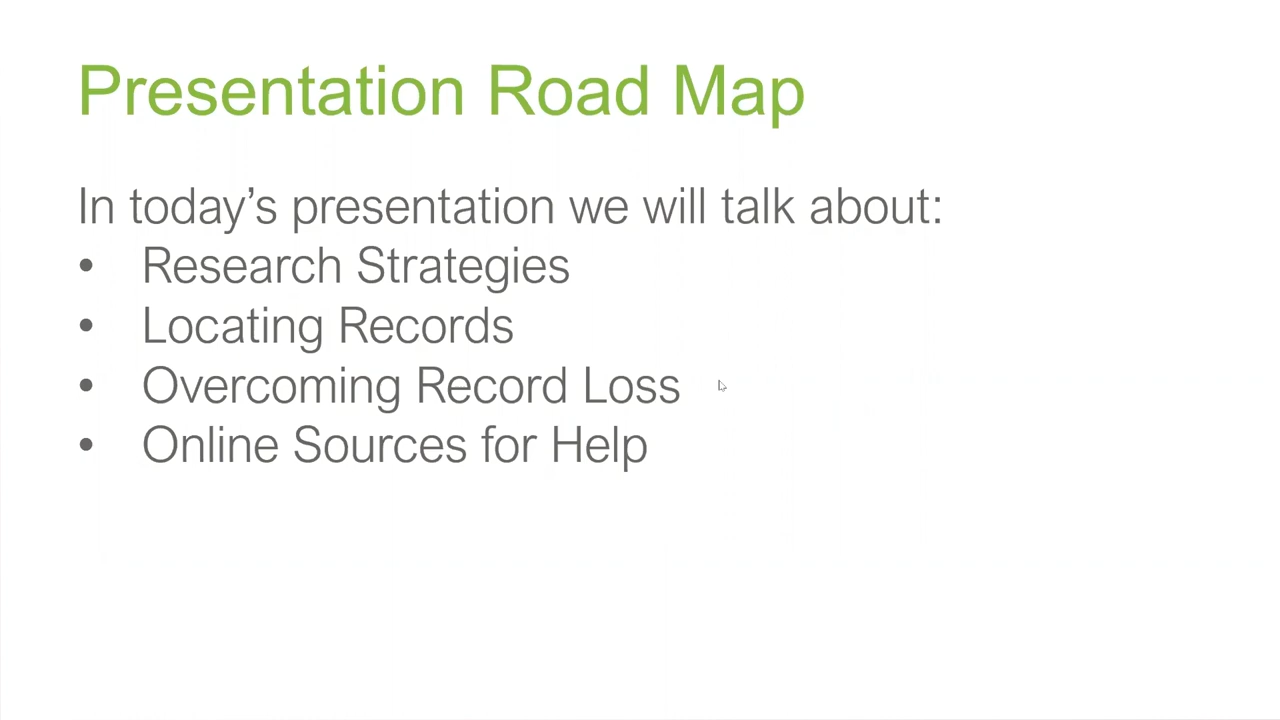 Presentation Road Map
In today’s presentation we will talk about:
• Research Strategies
• Locating Records
• Overcoming Record Loss
• Online Sources for Help